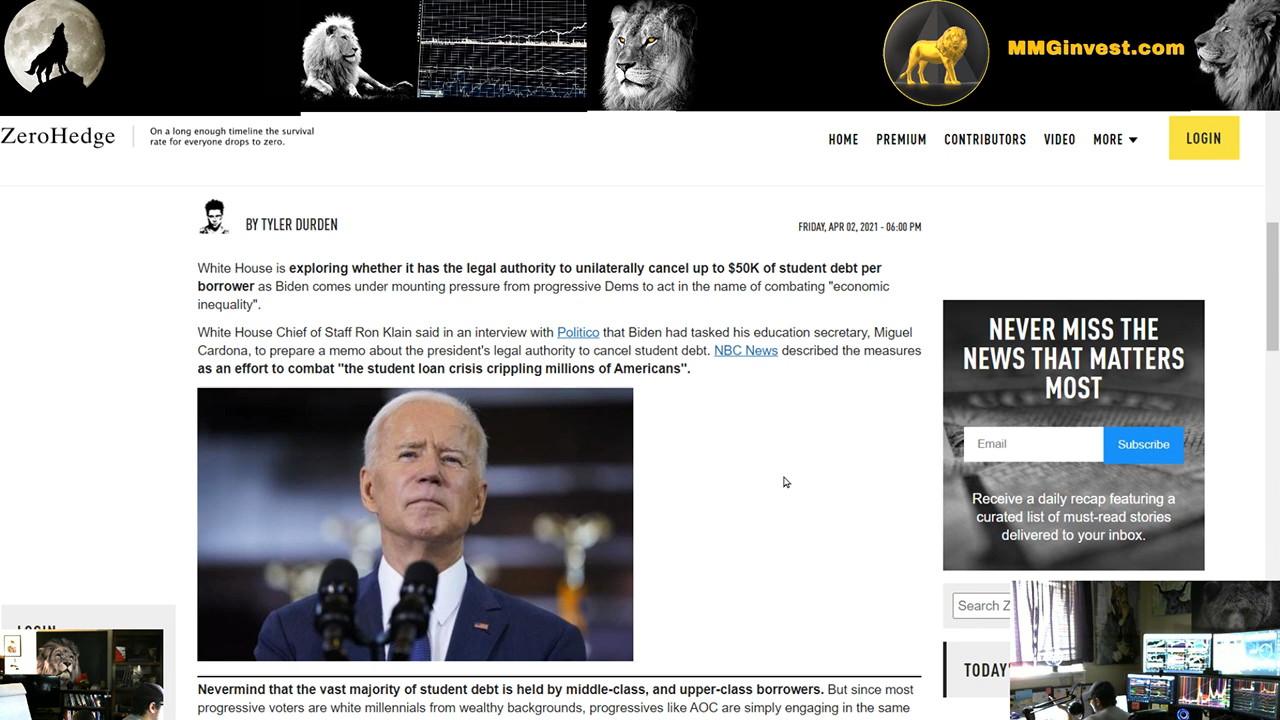 MMGinvest.com
ZeroHedge
On a long enough timeline the survival
rate for everyone drops to zero.
HOME PREMIUM CONTRIBUTORS VIDEO MORE LOGIN
BY TYLER DURDEN
FRIDAY, APR 02, 2021 - 06:00 PM
White House is exploring whether it has the legal authority to unilaterally cancel up to $50K of student debt per
borrower as Biden comes under mounting pressure from progressive Dems to act in the name of combating "economic
inequality".
White House Chief of Staff Ron Klain said in an interview with Politico that Biden had tasked his education secretary, Miguel
Cardona, to prepare a memo about the president's legal authority to cancel student debt. NBC News described the measures
as an effort to combat "the student loan crisis crippling millions of Americans".
Nevermind that the vast majority of student debt is held by middle-class, and upper-class borrowers. But since most
progressive voters are white millennials from wealthy backgrounds, progressives like AOC are simply engaging in the same
NEVER MISS THE
NEWS THAT MATTERS
MOST
Email Subscribe
Receive a daily recap featuring a
curated list of must-read stories
delivered to your inbox.
Search Z
TODAY
LOGIN